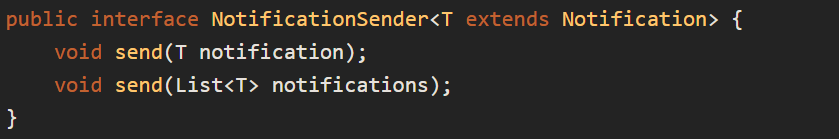 public interface NotificationSender<T extends Notification> {
    void send(T notification);
    void send(List<T> notifications);
}